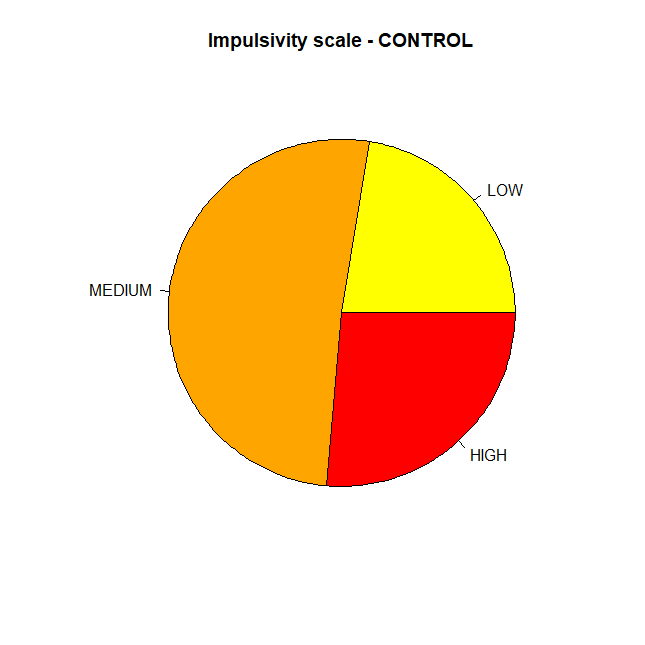 Impulsivity scale - CONTROL
LOW
MEDIUM
HIGH